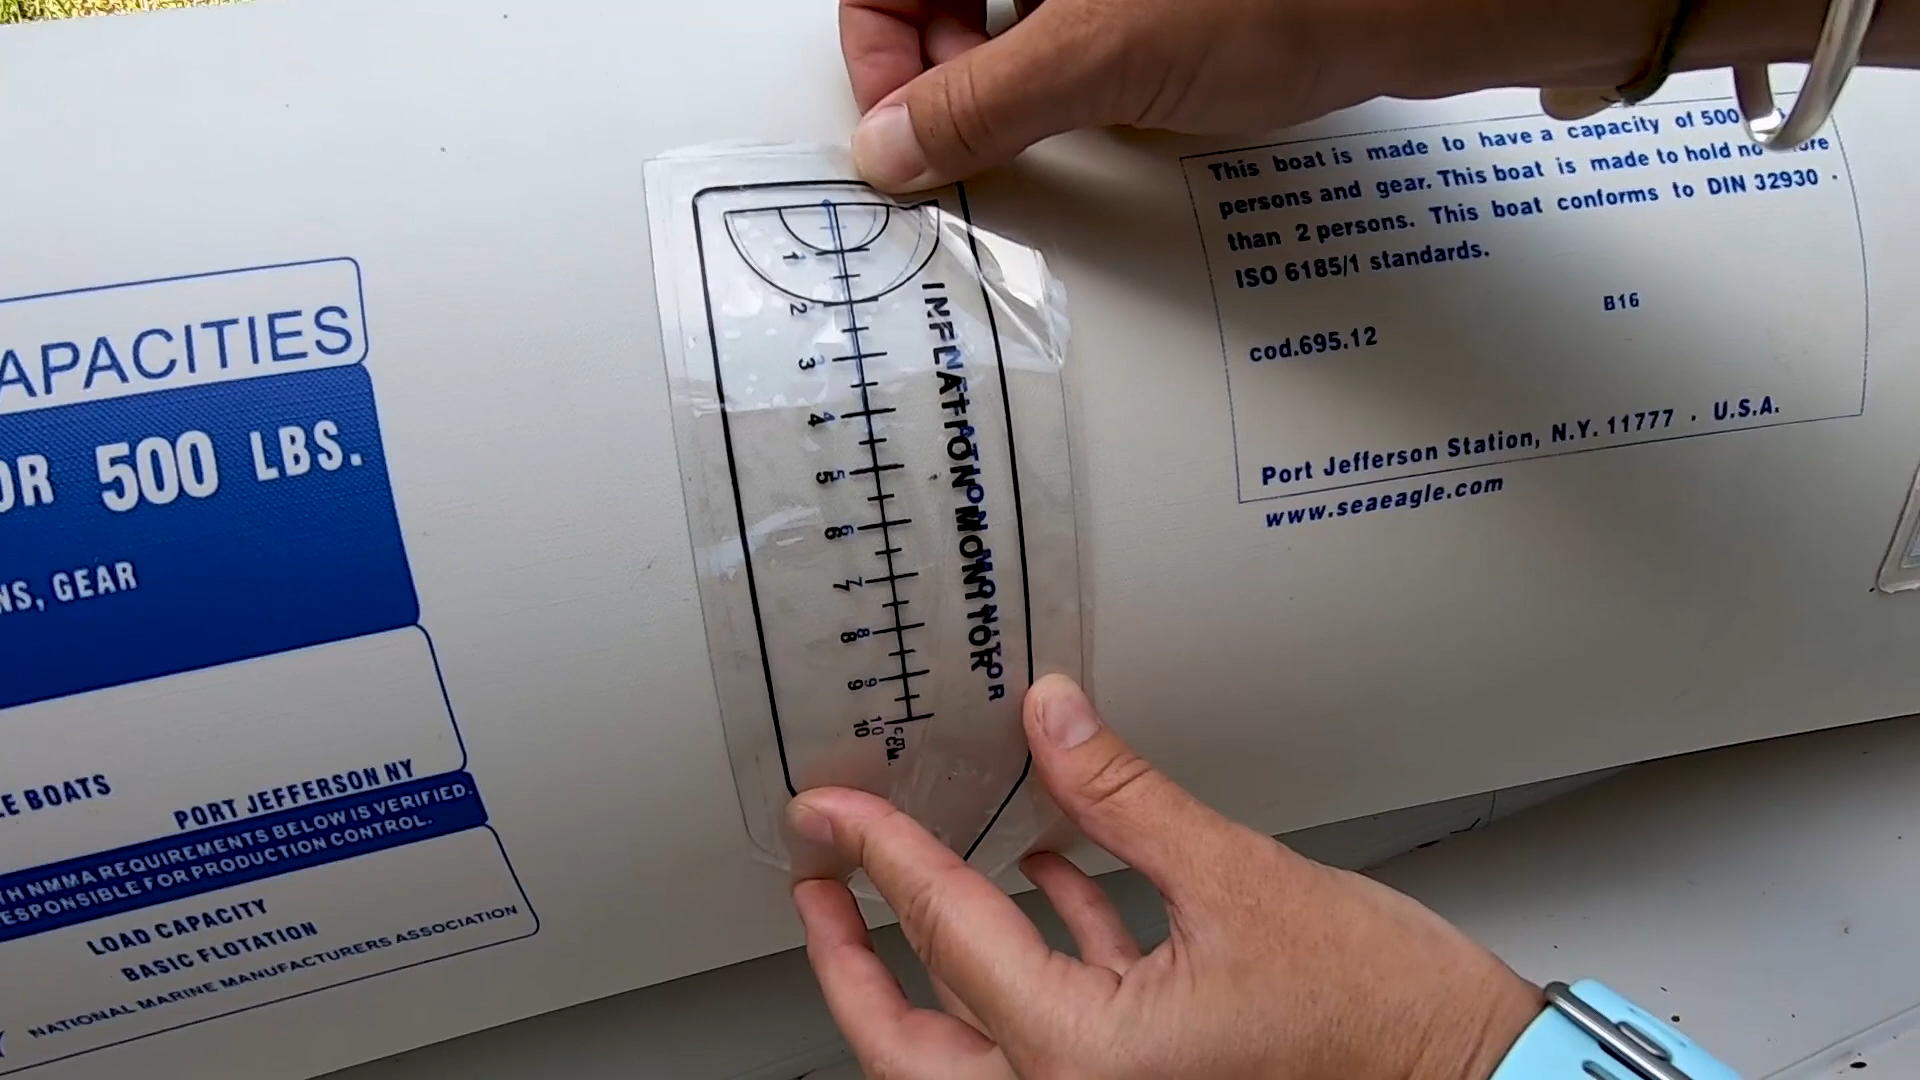 APACITIES
OR 500 LBS.
NS, GEAR
LE BOATS
PORT JEFFERSON NY
TH NMMA REQUIREMENTS BELOW IS VERIFIED.
ESPONSIBLE FOR PRODUCTION CONTROL.
LOAD CAPACITY
BASIC FLOTATION
NATIONAL MARINE MANUFACTURERS ASSOCIATION
INFLATION MONITOR
1
2
3
4
5
6
7
8
9
10
CM.
This boat is made to have a capacity of 500
persons and gear. This boat is made to hold no more
than 2 persons. This boat conforms to DIN 32930 .
ISO 6185/1 standards.
B16
cod.695.12
Port Jefferson Station, N.Y. 11777 . U.S.A.
www.seaeagle.com